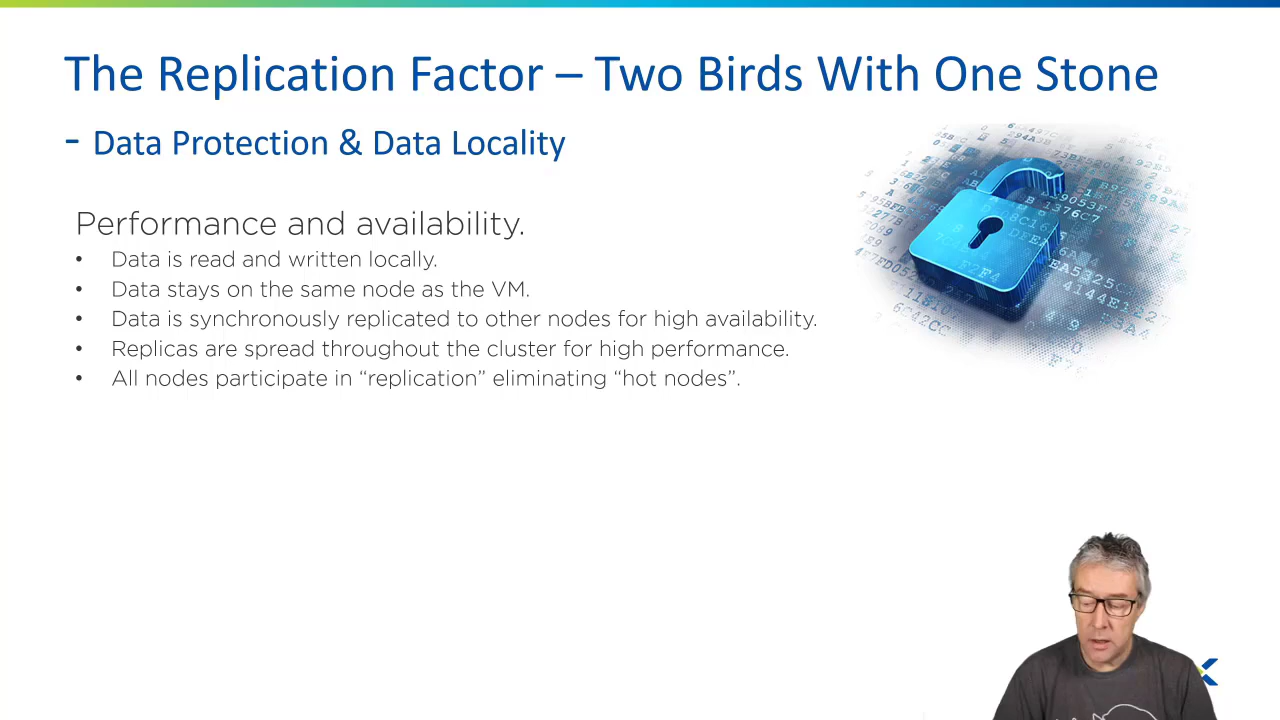 The Replication Factor – Two Birds With One Stone
- Data Protection & Data Locality
Performance and availability.
• Data is read and written locally.
• Data stays on the same node as the VM.
• Data is synchronously replicated to other nodes for high availability.
• Replicas are spread throughout the cluster for high performance.
• All nodes participate in “replication” eliminating “hot nodes”.